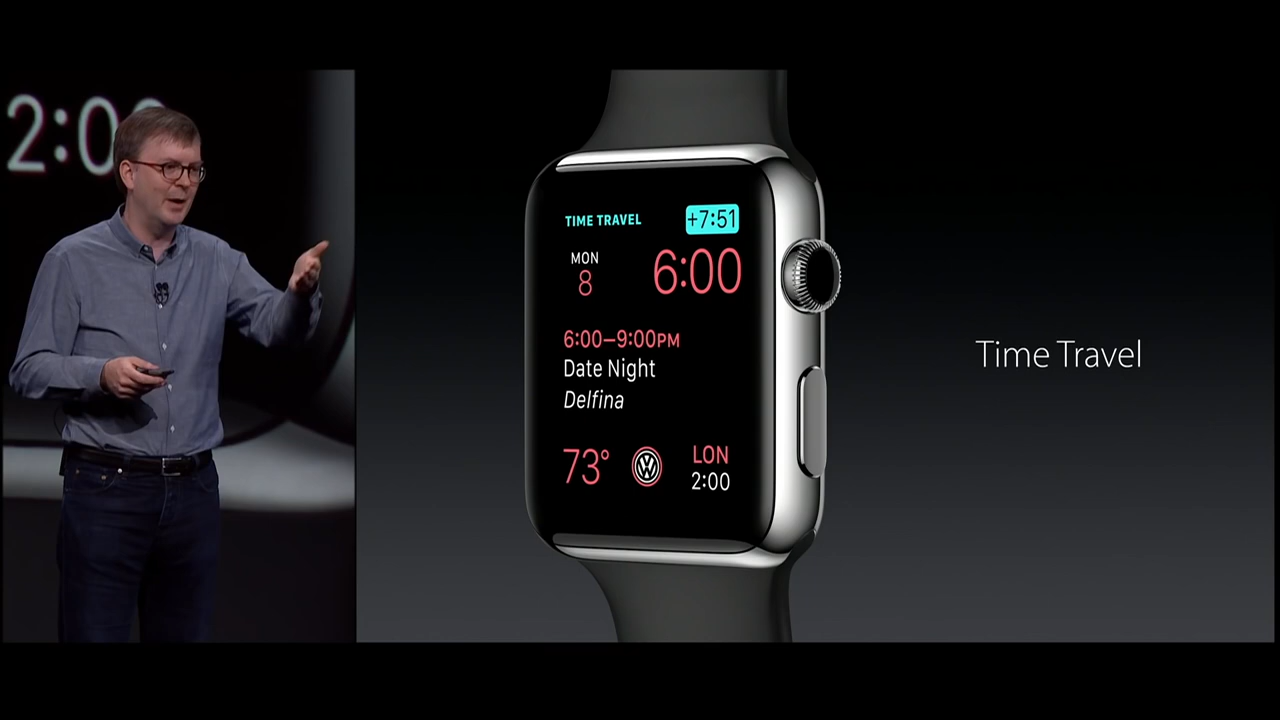 2:00
TIME TRAVEL +7:51
MON
8
6:00
6:00–9:00PM
Date Night
Delfina
73°
VW
LON
2:00
Time Travel